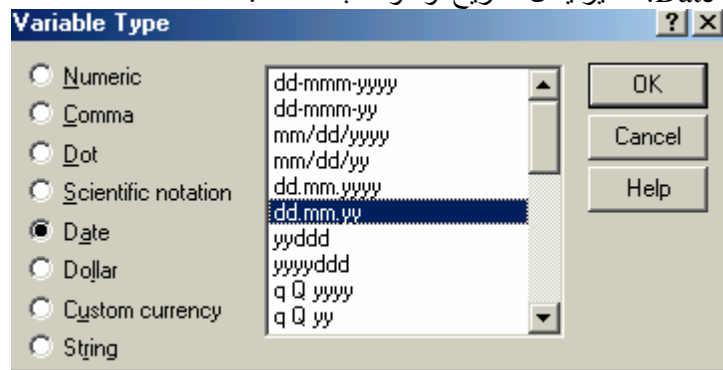 Date:
Variable Type
Numeric
Comma
Dot
Scientific notation
Date
Dollar
Custom currency
String
dd-mmm-yyyy
dd-mmm-yy
mm/dd/yyyy
mm/dd/yy
dd.mm.yyyy
dd.mm.yy
yyddd
yyyyddd
q Q yyyy
q Q yy
OK
Cancel
Help